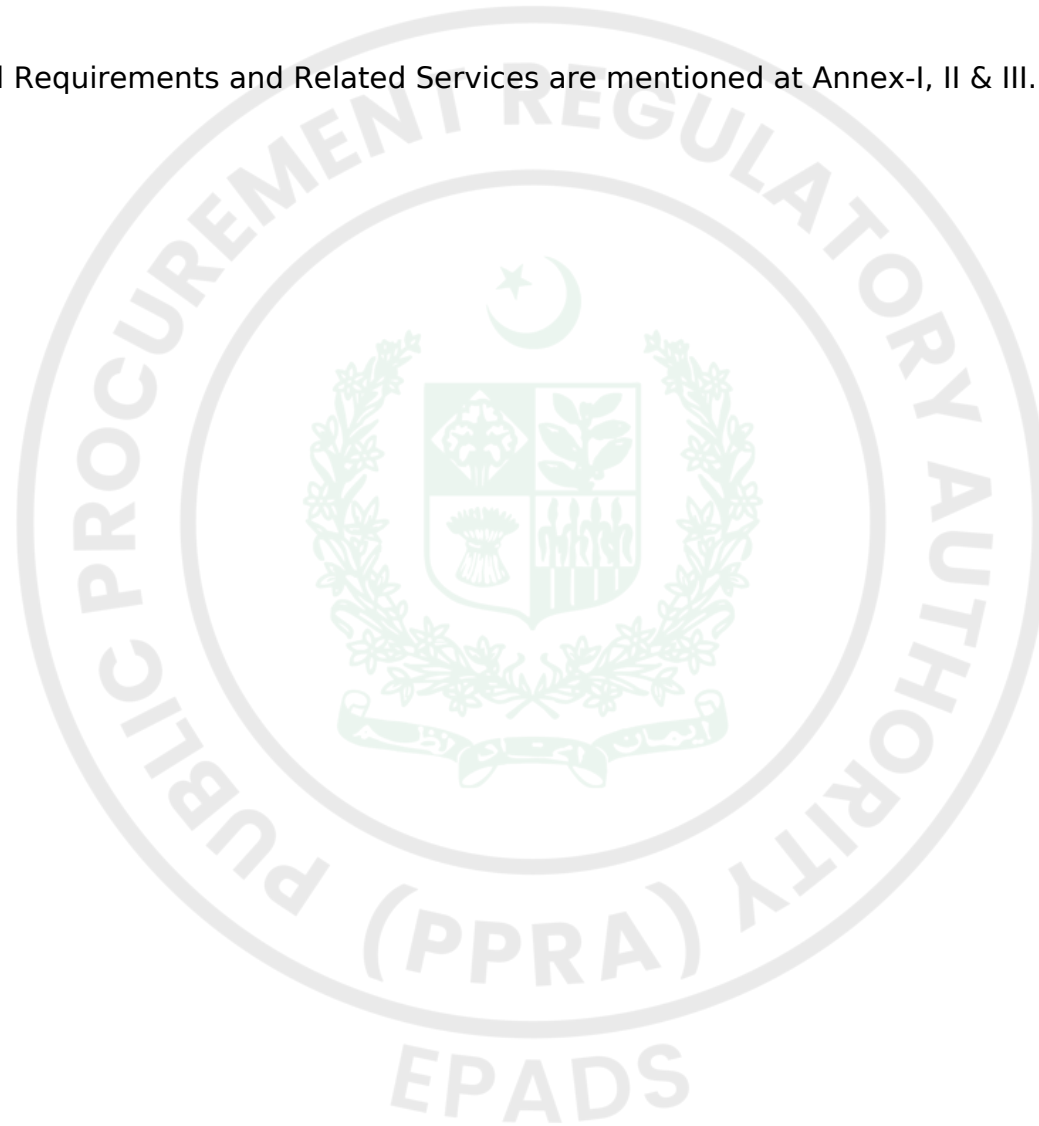 l Requirements and Related Services are mentioned at Annex-I, II & III.
PUBLIC PROCUREMENT REGULATORY AUTHORITY
(PPRA)
EPADS